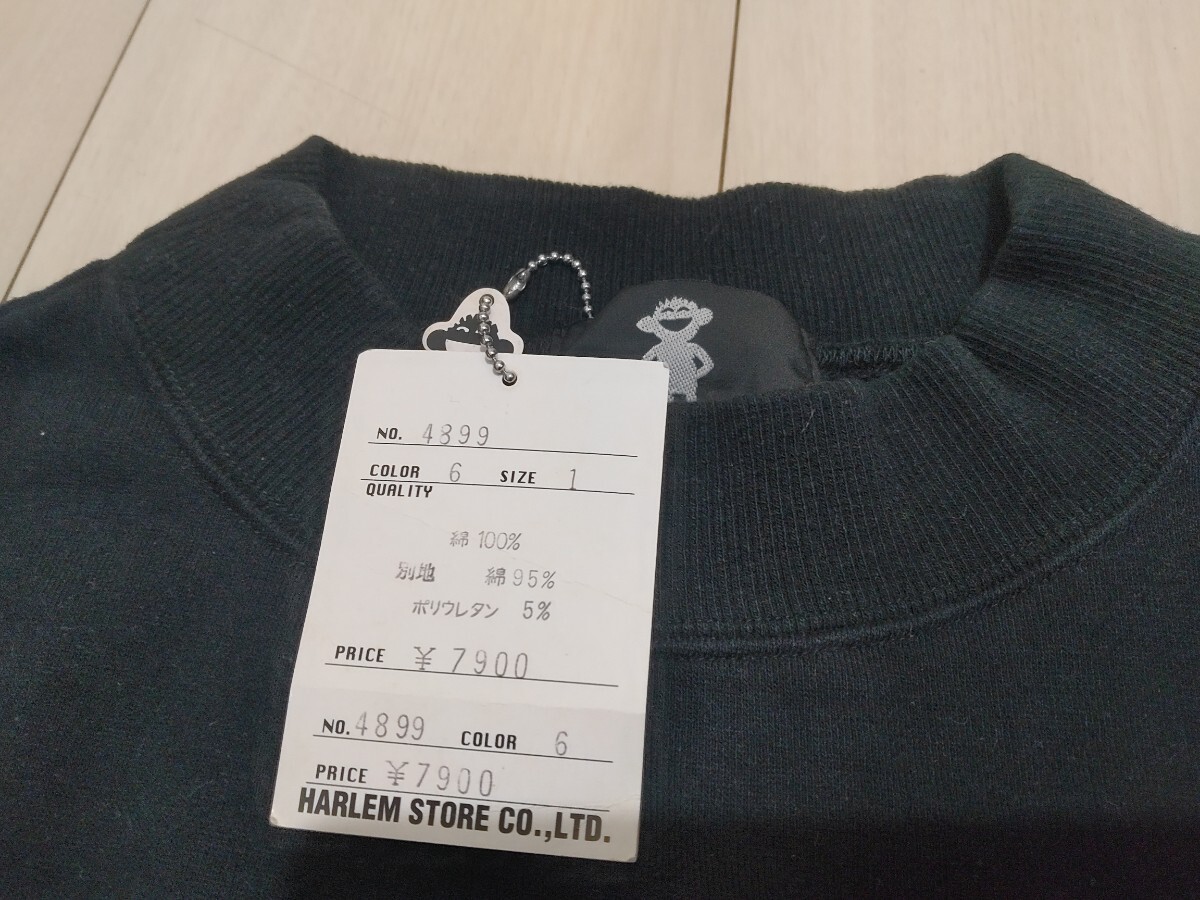 NO. 4899
COLOR 6 SIZE 1
QUALITY
綿 100%
別地 綿 95%
ポリウレタン 5%
PRICE ¥ 7900
NO. 4899 COLOR 6
PRICE ¥7900
HARLEM STORE CO.,LTD.